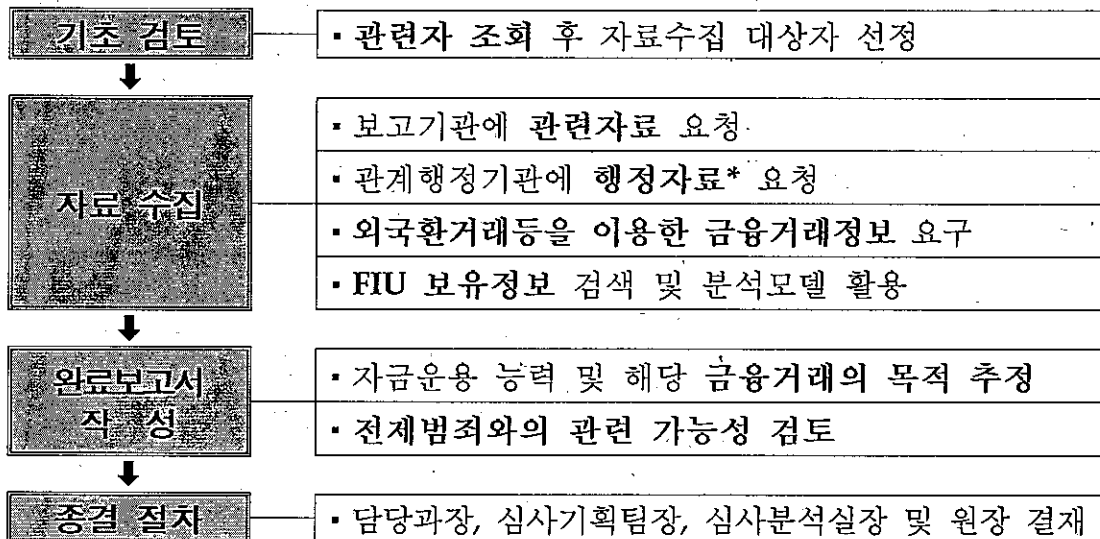 기초 검토
▪ 관련자 조회 후 자료수집 대상자 선정
자료 수집
▪ 보고기관에 관련자료 요청
▪ 관계행정기관에 행정자료* 요청
▪ 외국환거래등을 이용한 금융거래정보 요구
▪ FIU 보유정보 검색 및 분석모델 활용
완료보고서
작 성
▪ 자금운용 능력 및 해당 금융거래의 목적 추정
▪ 전제범죄와의 관련 가능성 검토
종결 절차
▪ 담당과장, 심사기획팀장, 심사분석실장 및 원장 결재